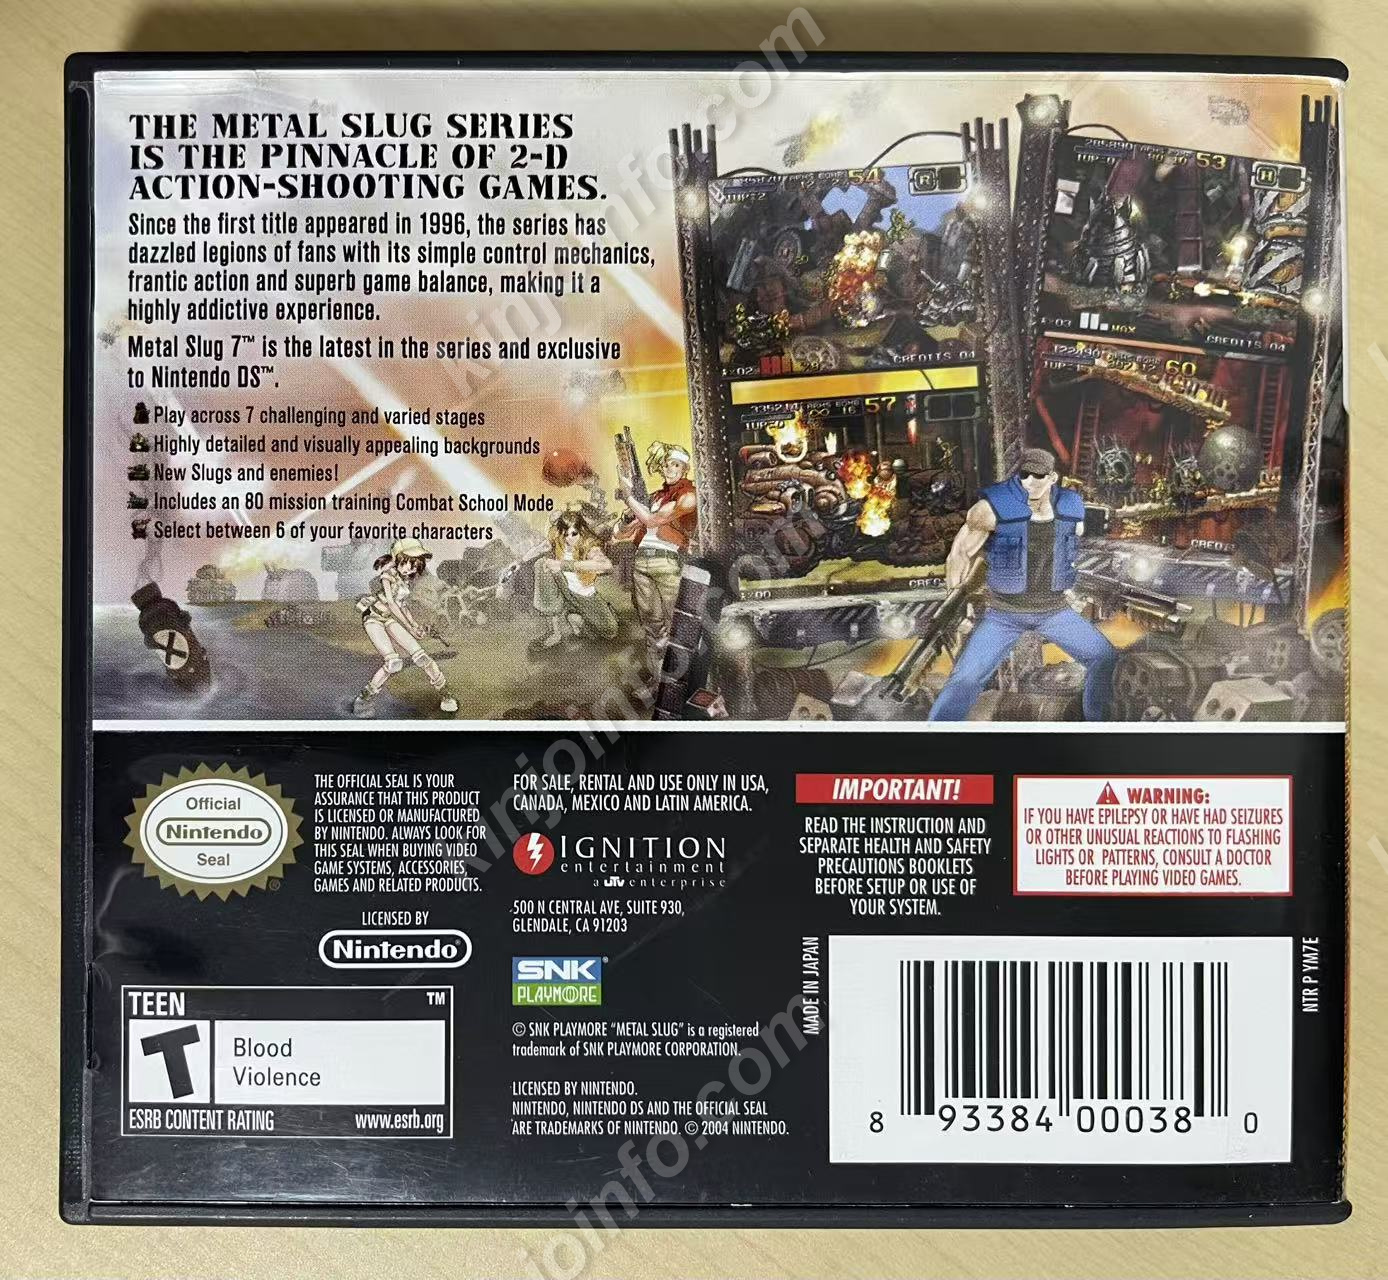 THE METAL SLUG SERIES
IS THE PINNACLE OF 2-D
ACTION-SHOOTING GAMES.
Since the first title appeared in 1996, the series has
dazzled legions of fans with its simple control mechanics,
frantic action and superb game balance, making it a
highly addictive experience.
Metal Slug 7™ is the latest in the series and exclusive
to Nintendo DS™.
Play across 7 challenging and varied stages
Highly detailed and visually appealing backgrounds
New Slugs and enemies!
Includes an 80 mission training Combat School Mode
Select between 6 of your favorite characters
54
CREDITS 04
53
MAX
CREDITS 04
57
60
Official
Nintendo
Seal
THE OFFICIAL SEAL IS YOUR
ASSURANCE THAT THIS PRODUCT
IS LICENSED OR MANUFACTURED
BY NINTENDO. ALWAYS LOOK FOR
THIS SEAL WHEN BUYING VIDEO
GAME SYSTEMS, ACCESSORIES,
GAMES AND RELATED PRODUCTS.
LICENSED BY
Nintendo®
TEEN ™
T
Blood
Violence
ESRB CONTENT RATING www.esrb.org
FOR SALE, RENTAL AND USE ONLY IN USA,
CANADA, MEXICO AND LATIN AMERICA.
IGNITION
entertainment
a UTV enterprise
500 N CENTRAL AVE, SUITE 930,
GLENDALE, CA 91203
SNK®
PLAYMORE
© SNK PLAYMORE "METAL SLUG" is a registered
trademark of SNK PLAYMORE CORPORATION.
LICENSED BY NINTENDO.
NINTENDO, NINTENDO DS AND THE OFFICIAL SEAL
ARE TRADEMARKS OF NINTENDO. © 2004 NINTENDO.
IMPORTANT!
READ THE INSTRUCTION AND
SEPARATE HEALTH AND SAFETY
PRECAUTIONS BOOKLETS
BEFORE SETUP OR USE OF
YOUR SYSTEM.
WARNING:
IF YOU HAVE EPILEPSY OR HAVE HAD SEIZURES
OR OTHER UNUSUAL REACTIONS TO FLASHING
LIGHTS OR PATTERNS, CONSULT A DOCTOR
BEFORE PLAYING VIDEO GAMES.
MADE IN JAPAN
NTR P YM7E
8 93384 00038 0
kinjoinfo.com